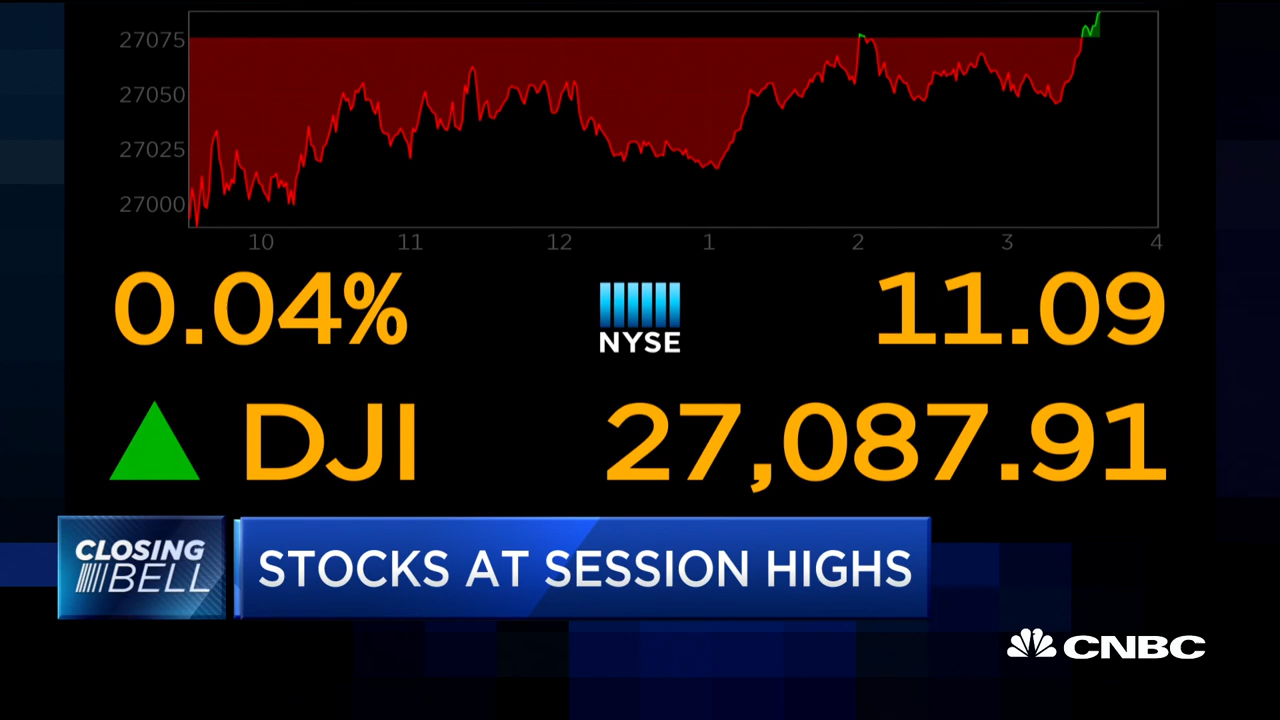 27075
27050
27025
27000
10 11 12 1 2 3 4
0.04% NYSE 11.09
DJI 27,087.91
CLOSING
BELL
STOCKS AT SESSION HIGHS
CNBC